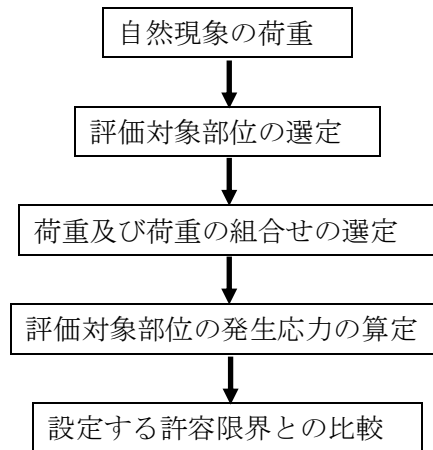 自然現象の荷重
評価対象部位の選定
荷重及び荷重の組合せの選定
評価対象部位の発生応力の算定
設定する許容限界との比較